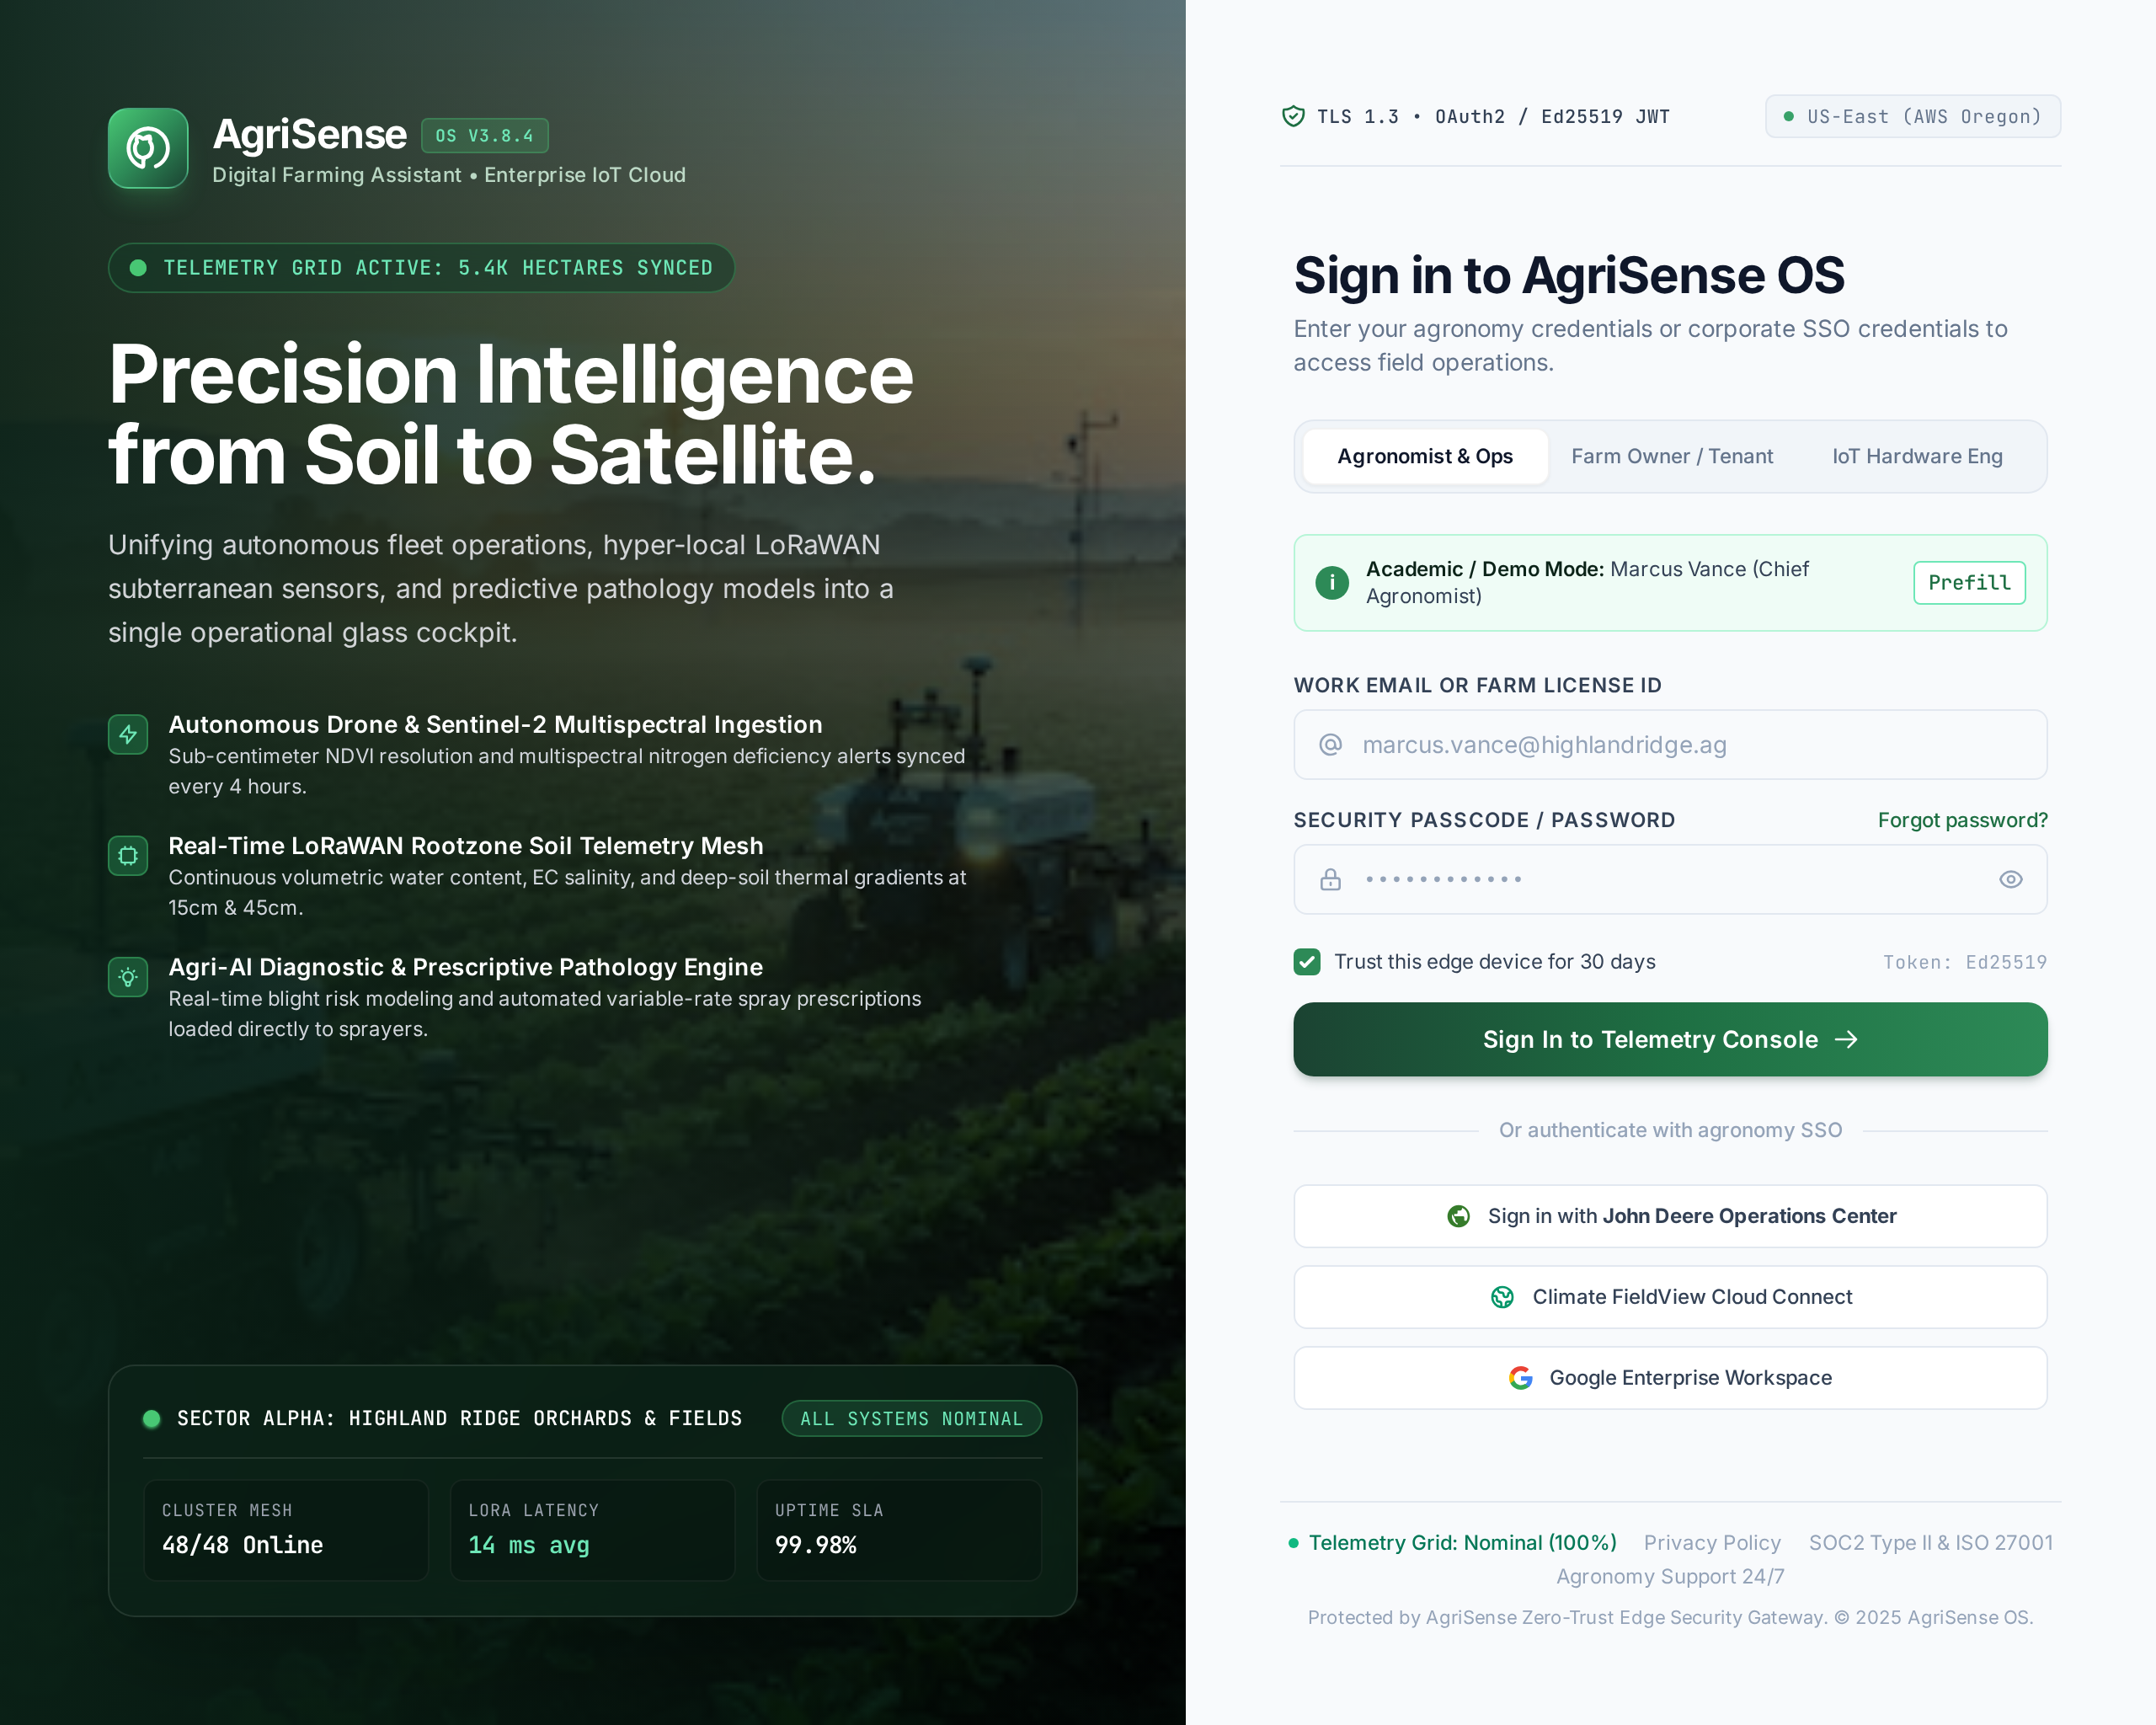 AgriSense OS V3.8.4
Digital Farming Assistant • Enterprise IoT Cloud
TELEMETRY GRID ACTIVE: 5.4K HECTARES SYNCED
Precision Intelligence
from Soil to Satellite.
Unifying autonomous fleet operations, hyper-local LoRaWAN
subterranean sensors, and predictive pathology models into a
single operational glass cockpit.
Autonomous Drone & Sentinel-2 Multispectral Ingestion
Sub-centimeter NDVI resolution and multispectral nitrogen deficiency alerts synced
every 4 hours.
Real-Time LoRaWAN Rootzone Soil Telemetry Mesh
Continuous volumetric water content, EC salinity, and deep-soil thermal gradients at
15cm & 45cm.
Agri-AI Diagnostic & Prescriptive Pathology Engine
Real-time blight risk modeling and automated variable-rate spray prescriptions
loaded directly to sprayers.
SECTOR ALPHA: HIGHLAND RIDGE ORCHARDS & FIELDS ALL SYSTEMS NOMINAL
CLUSTER MESH
48/48 Online
LORA LATENCY
14 ms avg
UPTIME SLA
99.98%
TLS 1.3 • OAuth2 / Ed25519 JWT US-East (AWS Oregon)
Sign in to AgriSense OS
Enter your agronomy credentials or corporate SSO credentials to
access field operations.
Agronomist & Ops Farm Owner / Tenant IoT Hardware Eng
Academic / Demo Mode: Marcus Vance (Chief
Agronomist)
Prefill
WORK EMAIL OR FARM LICENSE ID
marcus.vance@highlandridge.ag
SECURITY PASSCODE / PASSWORD Forgot password?
••••••••••••
Trust this edge device for 30 days Token: Ed25519
Sign In to Telemetry Console →
Or authenticate with agronomy SSO
Sign in with John Deere Operations Center
Climate FieldView Cloud Connect
Google Enterprise Workspace
Telemetry Grid: Nominal (100%) Privacy Policy SOC2 Type II & ISO 27001
Agronomy Support 24/7
Protected by AgriSense Zero-Trust Edge Security Gateway. © 2025 AgriSense OS.